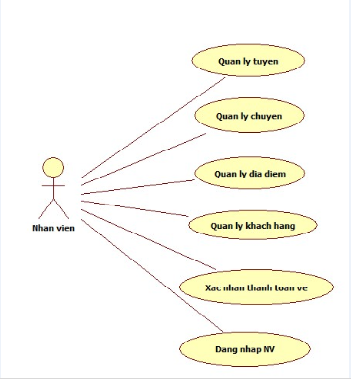 Quan ly tuyen
Quan ly chuyen
Quan ly dia diem
Nhan vien
Quan ly khach hang
Xac nhan thanh toan ve
Dang nhap NV